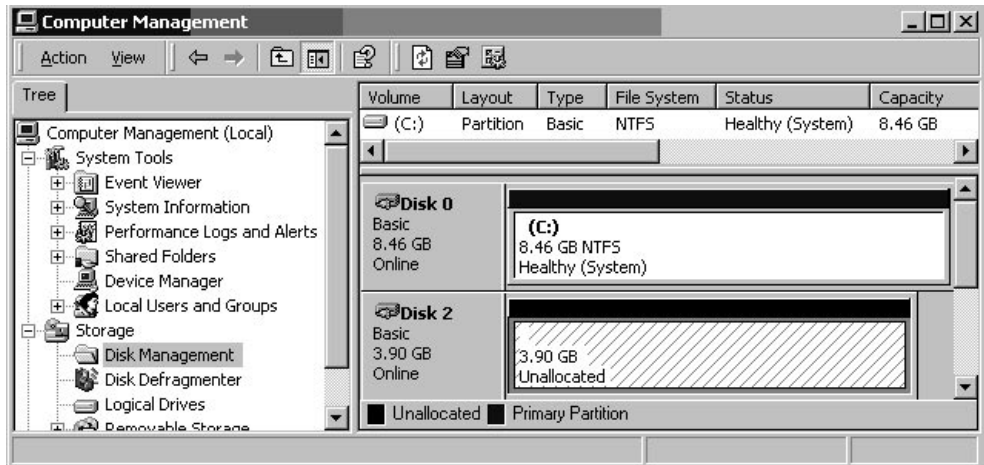 Computer Management
Action View
Tree
Computer Management (Local)
System Tools
Event Viewer
System Information
Performance Logs and Alerts
Shared Folders
Device Manager
Local Users and Groups
Storage
Disk Management
Disk Defragmenter
Logical Drives
Removable Storage
Volume Layout Type File System Status Capacity
(C:) Partition Basic NTFS Healthy (System) 8.46 GB
Disk 0
Basic
8.46 GB
Online
(C:)
8.46 GB NTFS
Healthy (System)
Disk 2
Basic
3.90 GB
Online
3.90 GB
Unallocated
Unallocated Primary Partition